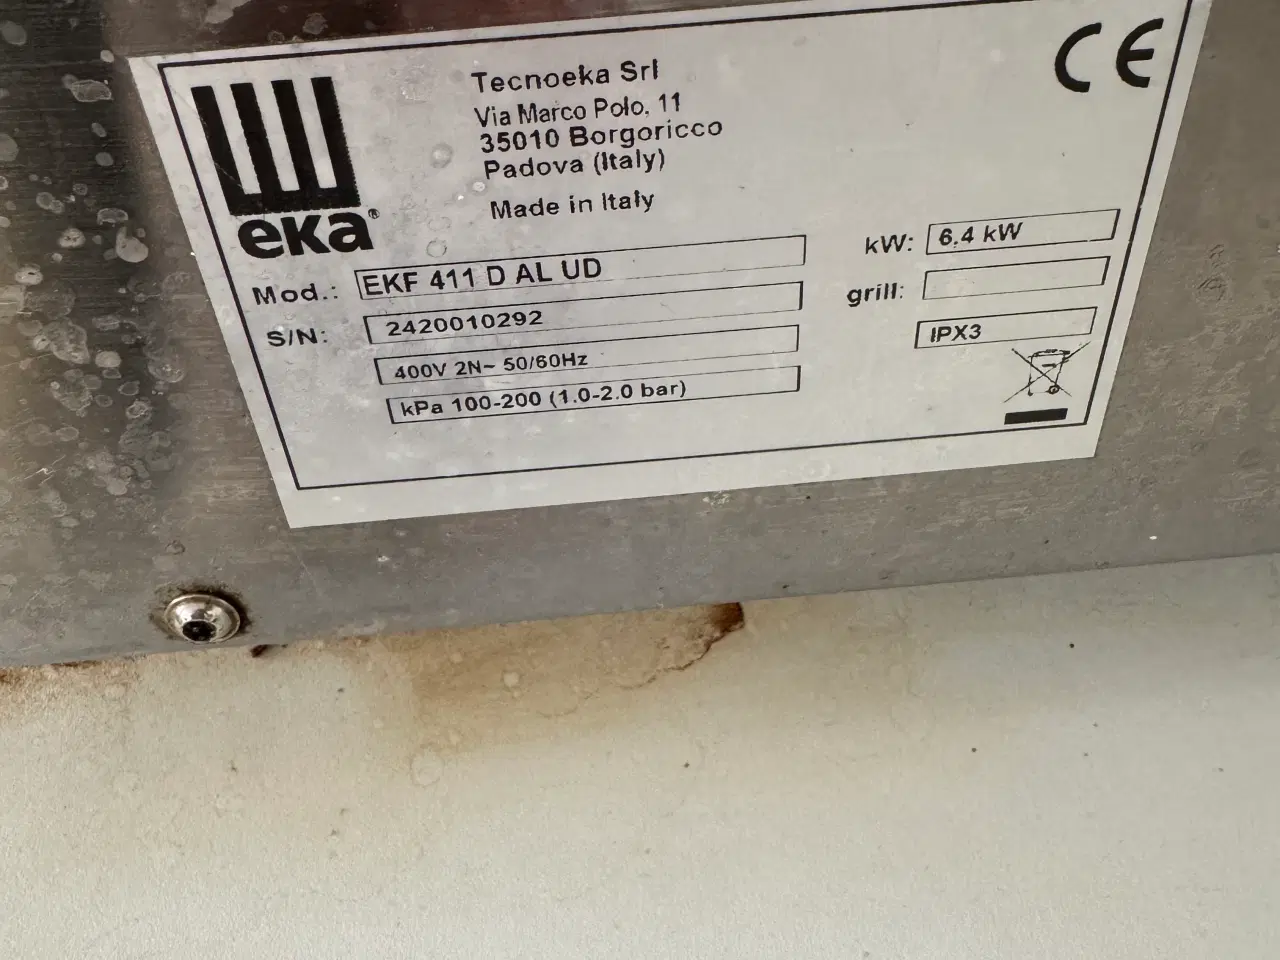 Tecnoeka Srl
Via Marco Polo, 11
35010 Borgoricco
Padova (Italy)
Made in Italy
eka®
CE
Mod.: EKF 411 D AL UD
S/N: 2420010292
400V 2N~ 50/60Hz
kPa 100-200 (1.0-2.0 bar)
kW: 6.4 kW
grill:
IPX3